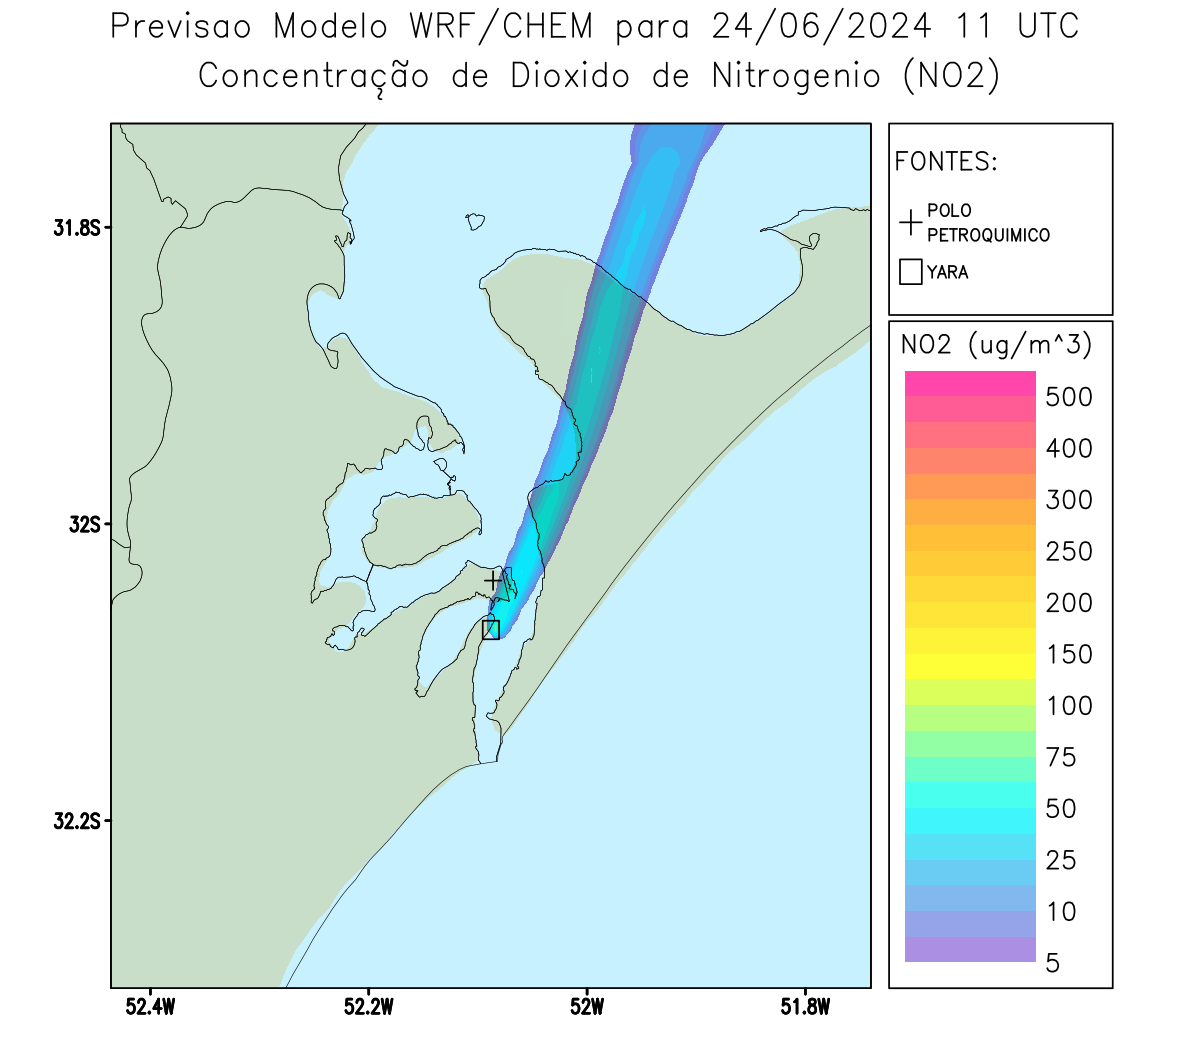 Previsao Modelo WRF/CHEM para 24/06/2024 11 UTC
Concentração de Dioxido de Nitrogenio (NO2)
FONTES:
POLO
PETROQUIMICO
YARA
31.8S
32S
32.2S
52.4W
52.2W
52W
51.8W
NO2 (ug/m^3)
500
400
300
250
200
150
100
75
50
25
10
5